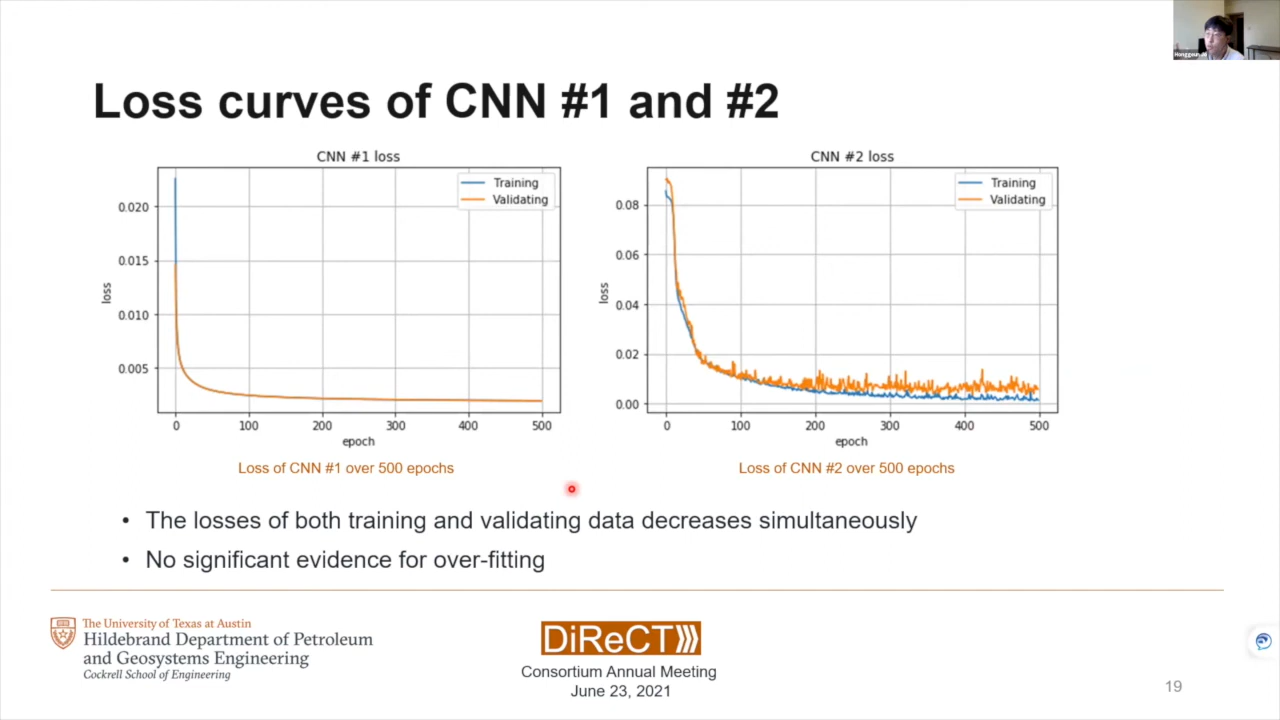 Loss curves of CNN #1 and #2
CNN #1 loss
Training
Validating
0.020
0.015
0.010
0.005
loss
0 100 200 300 400 500
epoch
Loss of CNN #1 over 500 epochs
CNN #2 loss
Training
Validating
0.08
0.06
0.04
0.02
0.00
loss
0 100 200 300 400 500
epoch
Loss of CNN #2 over 500 epochs
• The losses of both training and validating data decreases simultaneously
• No significant evidence for over-fitting
The University of Texas at Austin
Hildebrand Department of Petroleum
and Geosystems Engineering
Cockrell School of Engineering
DiReCT
Consortium Annual Meeting
June 23, 2021
19